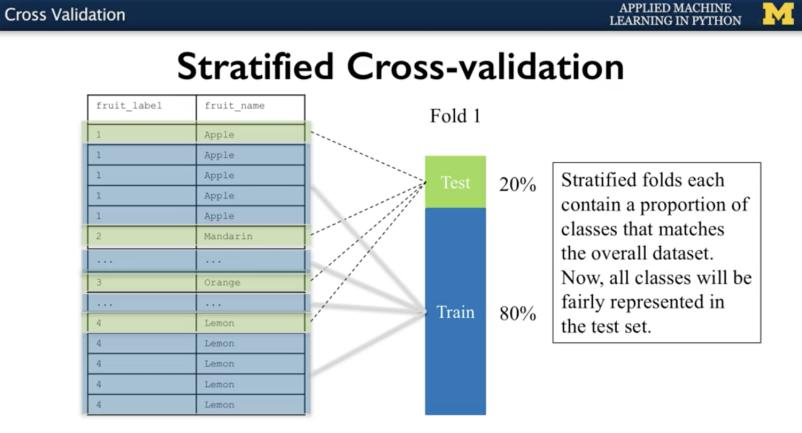 Cross Validation
APPLIED MACHINE
LEARNING IN PYTHON
M
Stratified Cross-validation
fruit_label fruit_name
1 Apple
1 Apple
1 Apple
1 Apple
1 Apple
2 Mandarin
... ...
3 Orange
... ...
4 Lemon
4 Lemon
4 Lemon
4 Lemon
4 Lemon
Fold 1
Test 20%
Train 80%
Stratified folds each
contain a proportion of
classes that matches
the overall dataset.
Now, all classes will be
fairly represented in
the test set.